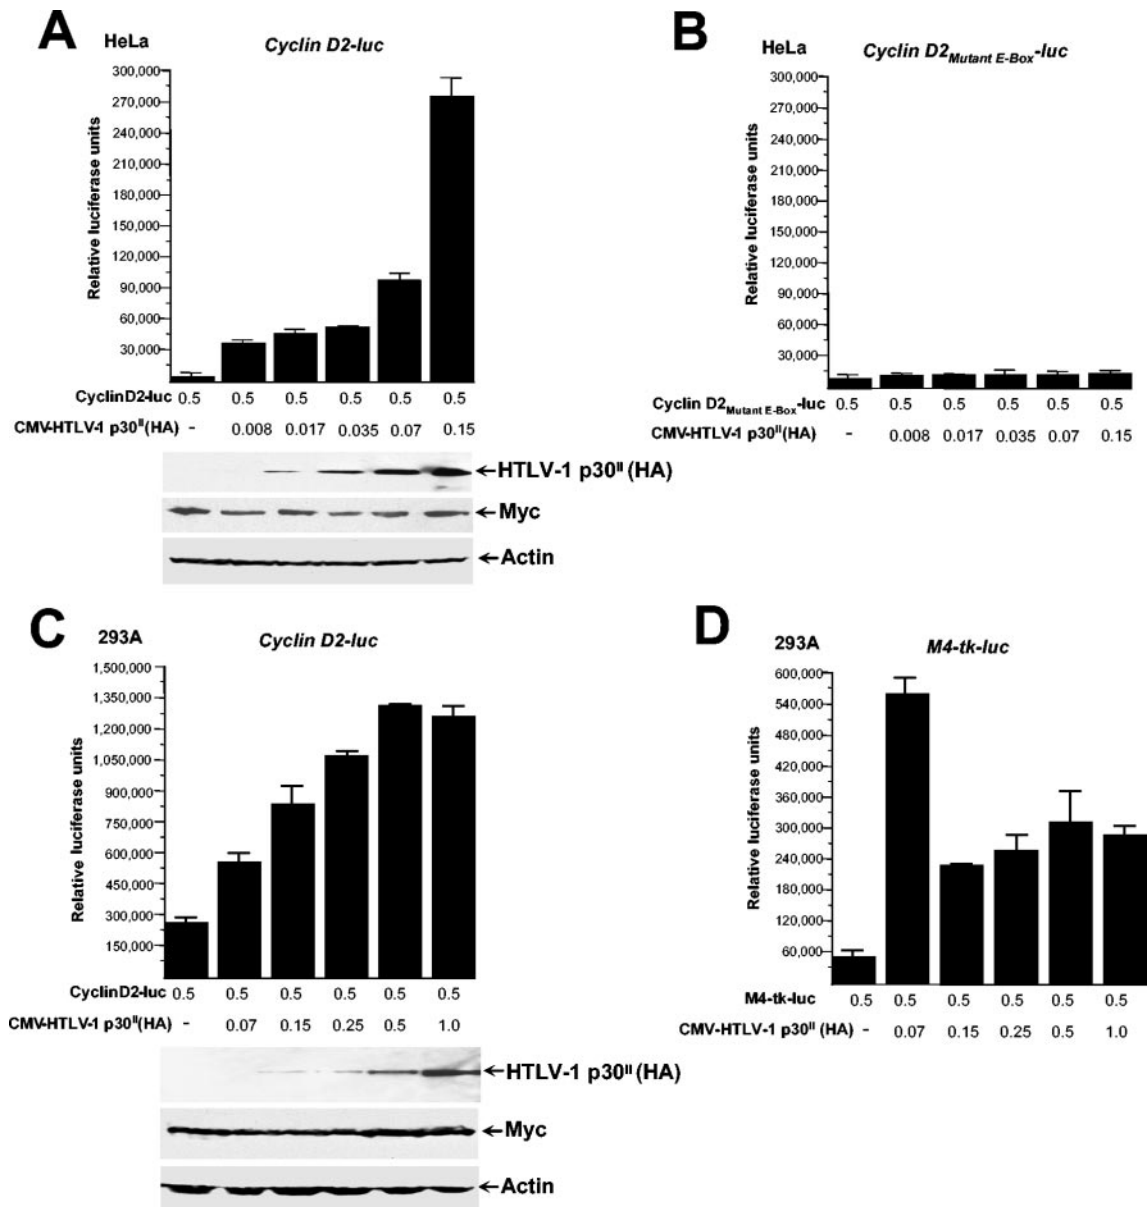 A HeLa Cyclin D2-luc
Relative luciferase units
300,000
270,000
240,000
210,000
180,000
150,000
120,000
90,000
60,000
30,000
CyclinD2-luc 0.5 0.5 0.5 0.5 0.5 0.5
CMV-HTLV-1 p30II(HA) - 0.008 0.017 0.035 0.07 0.15
←HTLV-1 p30II (HA)
←Myc
←Actin
B HeLa Cyclin D2Mutant E-Box-luc
Relative luciferase units
300,000
270,000
240,000
210,000
180,000
150,000
120,000
90,000
60,000
30,000
Cyclin D2Mutant E-Box-luc 0.5 0.5 0.5 0.5 0.5 0.5
CMV-HTLV-1 p30II(HA) - 0.008 0.017 0.035 0.07 0.15
C 293A Cyclin D2-luc
Relative luciferase units
1,500,000
1,350,000
1,200,000
1,050,000
900,000
750,000
600,000
450,000
300,000
150,000
CyclinD2-luc 0.5 0.5 0.5 0.5 0.5 0.5
CMV-HTLV-1 p30II(HA) - 0.07 0.15 0.25 0.5 1.0
←HTLV-1 p30II (HA)
←Myc
←Actin
D 293A M4-tk-luc
Relative luciferase units
600,000
540,000
480,000
420,000
360,000
300,000
240,000
180,000
120,000
60,000
M4-tk-luc 0.5 0.5 0.5 0.5 0.5 0.5
CMV-HTLV-1 p30II (HA) - 0.07 0.15 0.25 0.5 1.0